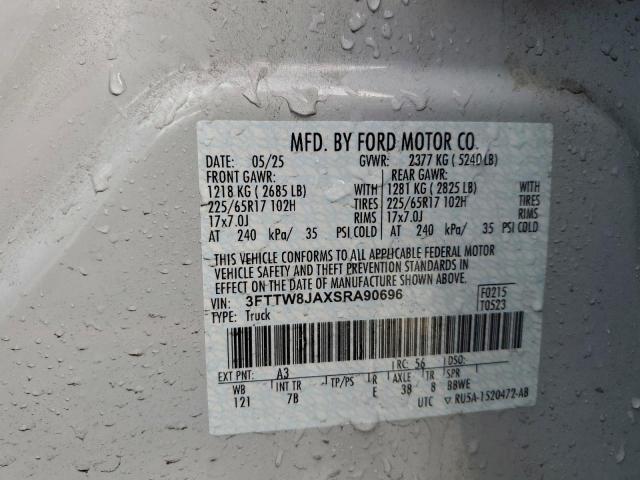 MFD. BY FORD MOTOR CO.
DATE: 05/25 GVWR: 2377 KG ( 5240 LB)
FRONT GAWR: REAR GAWR:
1218 KG ( 2685 LB) WITH 1281 KG ( 2825 LB) WITH
225/65R17 102H TIRES 225/65R17 102H TIRES
17x7.0J RIMS 17x7.0J RIMS
AT 240 kPa/ 35 PSI COLD AT 240 kPa/ 35 PSI COLD
THIS VEHICLE CONFORMS TO ALL APPLICABLE FEDERAL MOTOR
VEHICLE SAFETY AND THEFT PREVENTION STANDARDS IN
EFFECT ON THE DATE OF MANUFACTURE SHOWN ABOVE.
VIN: 3FTTW8JAXSRA90696 F0215
TYPE: Truck T0523
EXT PNT: A3 RC: 56 DSO:
WB INT TR TP/PS R AXLE TR SPR
121 7B E 38 8 BBWE
UTC ▽ RU5A-1520472-AB